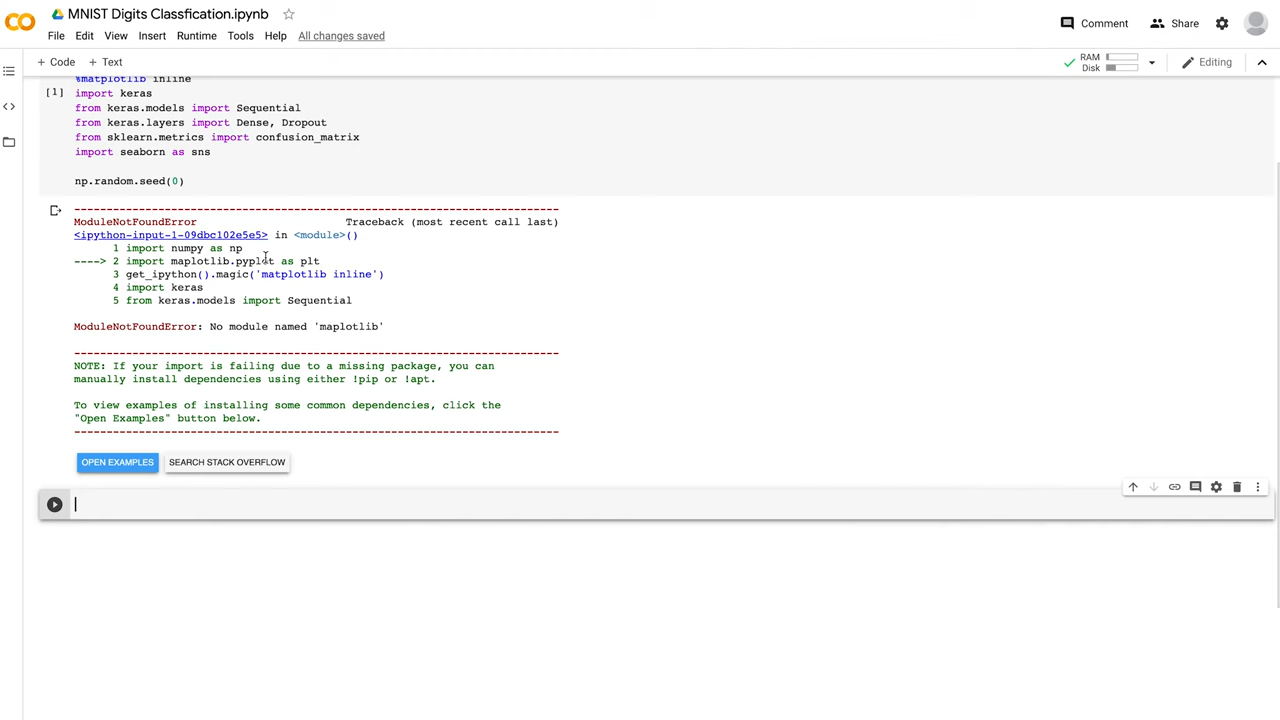 MNIST Digits Classfication.ipynb
File Edit View Insert Runtime Tools Help All changes saved
Comment Share
+ Code + Text
RAM
Disk
Editing
%matplotlib inline
[1] import keras
from keras.models import Sequential
from keras.layers import Dense, Dropout
from sklearn.metrics import confusion_matrix
import seaborn as sns
np.random.seed(0)
---------------------------------------------------------------------------
ModuleNotFoundError Traceback (most recent call last)
<ipython-input-1-09dbc102e5e5> in <module>()
1 import numpy as np
----> 2 import maplotlib.pyplot as plt
3 get_ipython().magic('matplotlib inline')
4 import keras
5 from keras.models import Sequential
ModuleNotFoundError: No module named 'maplotlib'
---------------------------------------------------------------------------
NOTE: If your import is failing due to a missing package, you can
manually install dependencies using either !pip or !apt.
To view examples of installing some common dependencies, click the
"Open Examples" button below.
---------------------------------------------------------------------------
OPEN EXAMPLES SEARCH STACK OVERFLOW